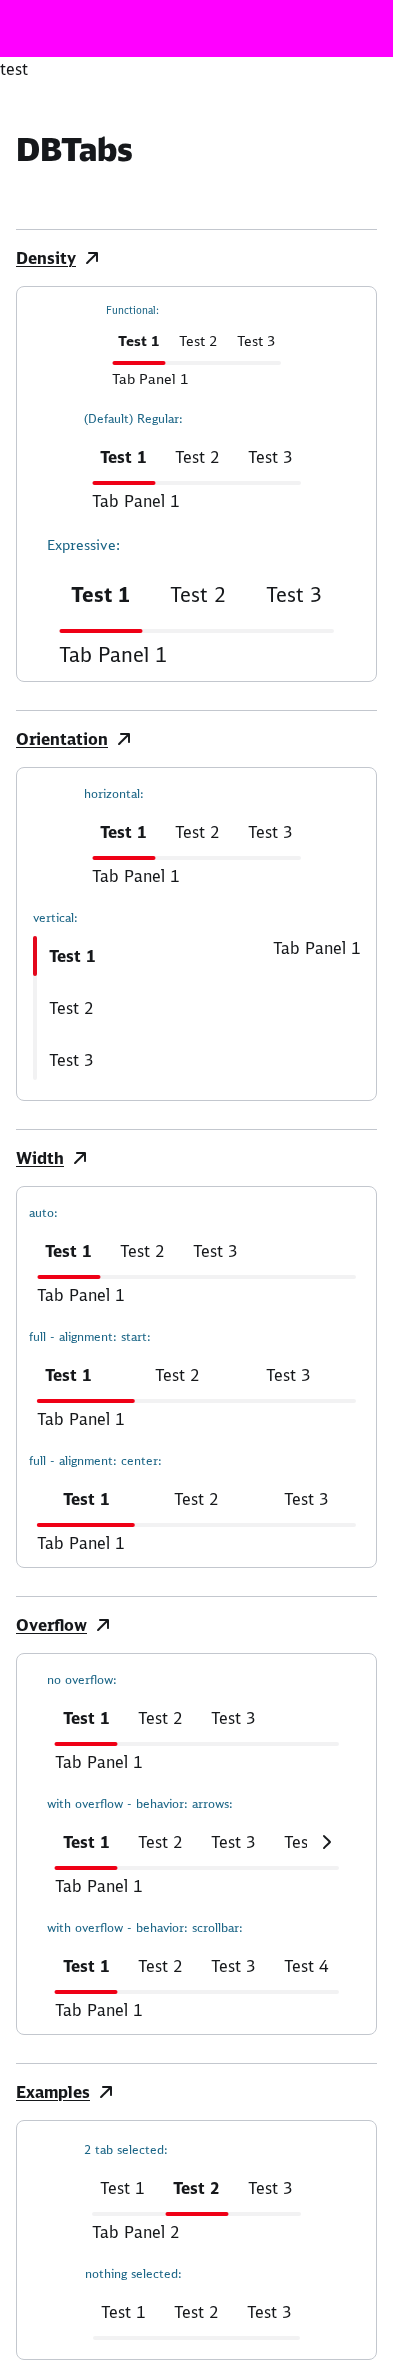 test
DBTabs
Density
Functional:
Test 1 Test 2 Test 3
Tab Panel 1
(Default) Regular:
Test 1 Test 2 Test 3
Tab Panel 1
Expressive:
Test 1 Test 2 Test 3
Tab Panel 1
Orientation
horizontal:
Test 1 Test 2 Test 3
Tab Panel 1
vertical:
Test 1 Tab Panel 1
Test 2
Test 3
Width
auto:
Test 1 Test 2 Test 3
Tab Panel 1
full - alignment: start:
Test 1 Test 2 Test 3
Tab Panel 1
full - alignment: center:
Test 1 Test 2 Test 3
Tab Panel 1
Overflow
no overflow:
Test 1 Test 2 Test 3
Tab Panel 1
with overflow - behavior: arrows:
Test 1 Test 2 Test 3 Tes
Tab Panel 1
with overflow - behavior: scrollbar:
Test 1 Test 2 Test 3 Test 4
Tab Panel 1
Examples
2 tab selected:
Test 1 Test 2 Test 3
Tab Panel 2
nothing selected:
Test 1 Test 2 Test 3